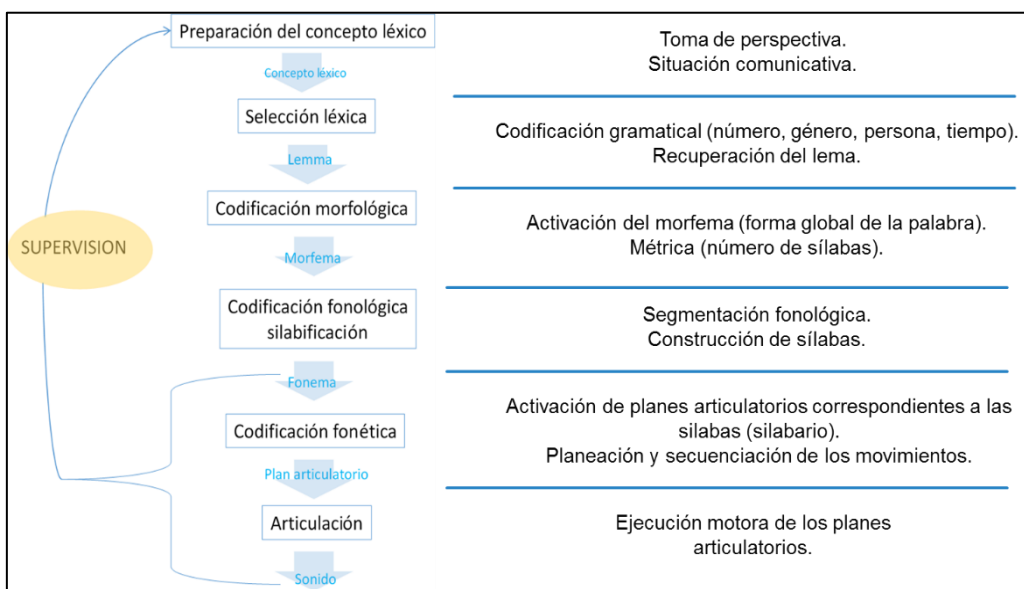 Preparación del concepto léxico
Toma de perspectiva.
Situación comunicativa.
Concepto léxico
Selección léxica
Codificación gramatical (número, género, persona, tiempo).
Recuperación del lema.
Lemma
Codificación morfológica
Activación del morfema (forma global de la palabra).
Métrica (número de sílabas).
SUPERVISION
Morfema
Codificación fonológica
silabificación
Segmentación fonológica.
Construcción de sílabas.
Fonema
Codificación fonética
Activación de planes articulatorios correspondientes a las
silabas (silabario).
Planeación y secuenciación de los movimientos.
Plan articulatorio
Articulación
Ejecución motora de los planes
articulatorios.
Sonido